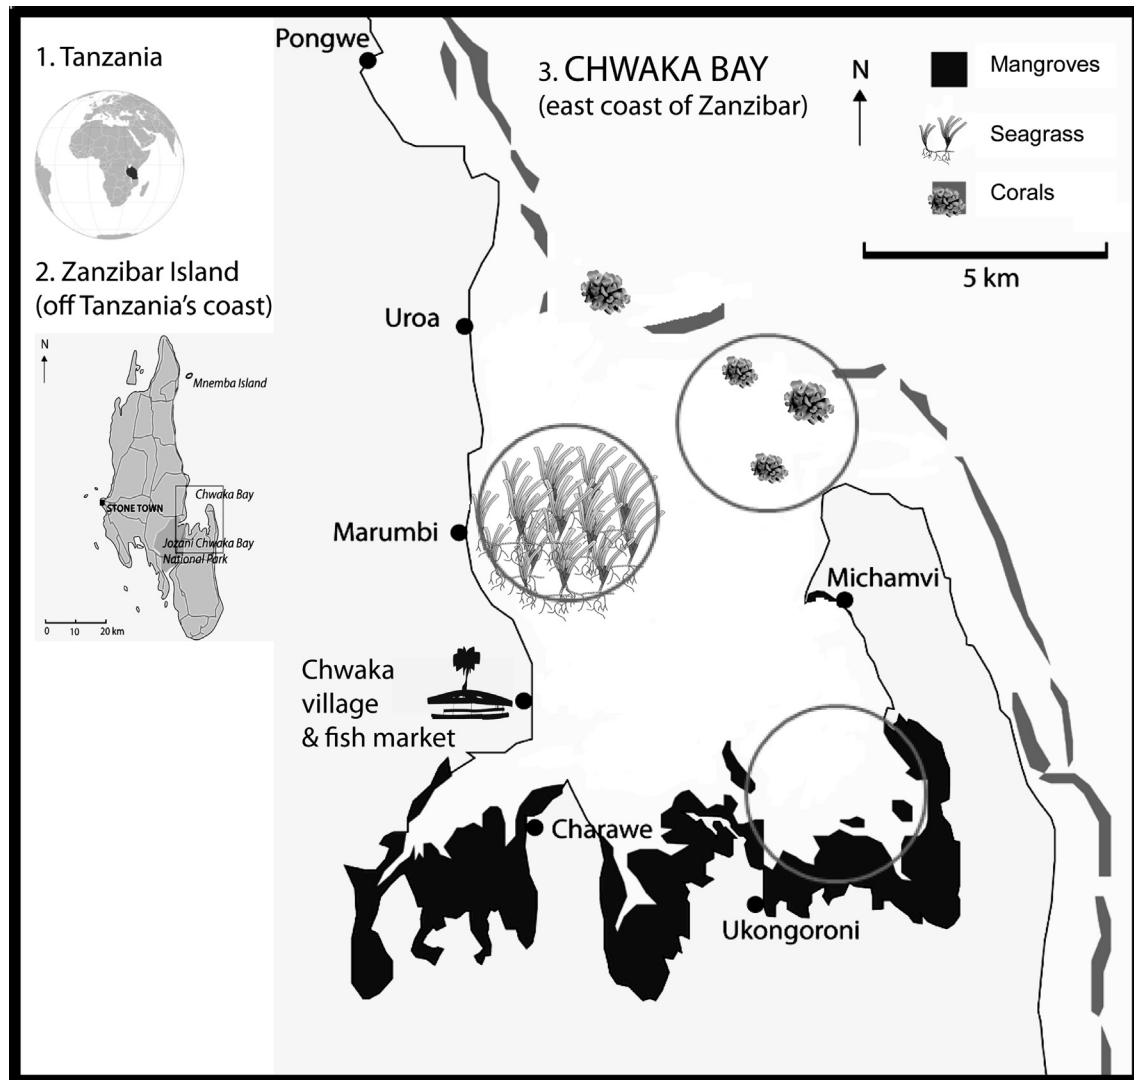 1. Tanzania
2. Zanzibar Island
(off Tanzania's coast)
N
Mnemba Island
Chwaka Bay
STONE TOWN
Jozani Chwaka Bay
National Park
0 10 20 km
Pongwe
3. CHWAKA BAY
(east coast of Zanzibar)
N
Mangroves
Seagrass
Corals
5 km
Uroa
Marumbi
Michamvi
Chwaka
village
& fish market
Charawe
Ukongoroni